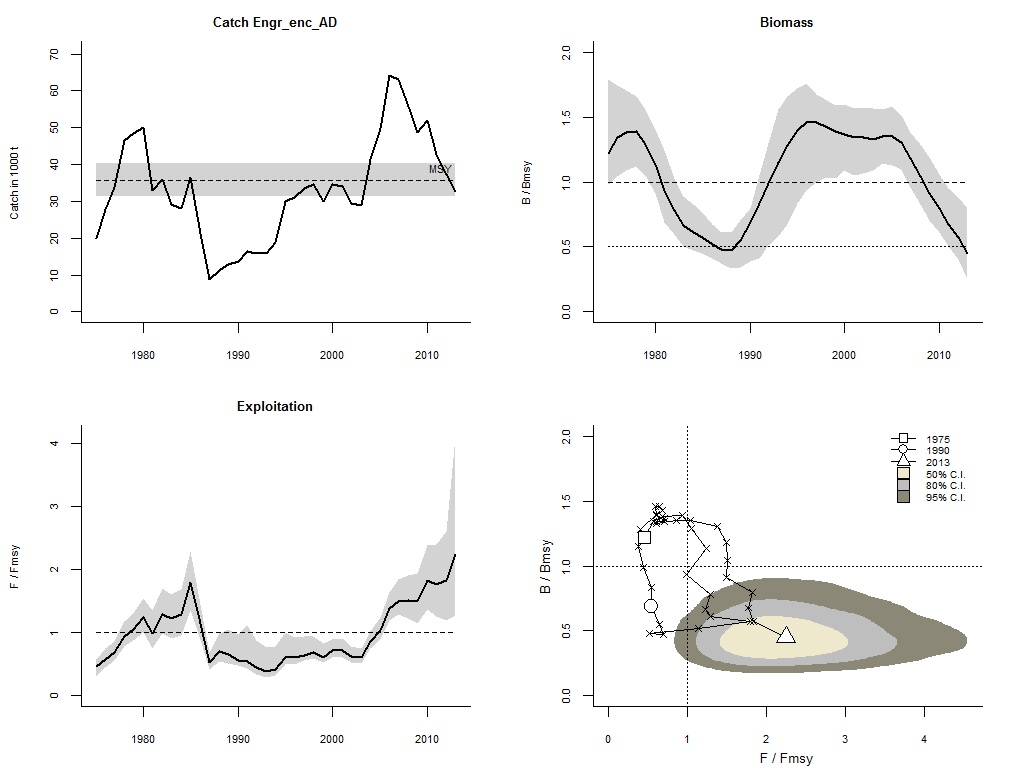 Catch Engr_enc_AD
Catch in 1000 t
70
60
50
40
30
20
10
0
MSY
1980 1990 2000 2010
Biomass
B / Bmsy
2.0
1.5
1.0
0.5
0.0
1980 1990 2000 2010
Exploitation
F / Fmsy
4
3
2
1
0
1980 1990 2000 2010
B / Bmsy
2.0
1.5
1.0
0.5
0.0
1975
1990
2013
50% C.I.
80% C.I.
95% C.I.
0 1 2 3 4
F / Fmsy